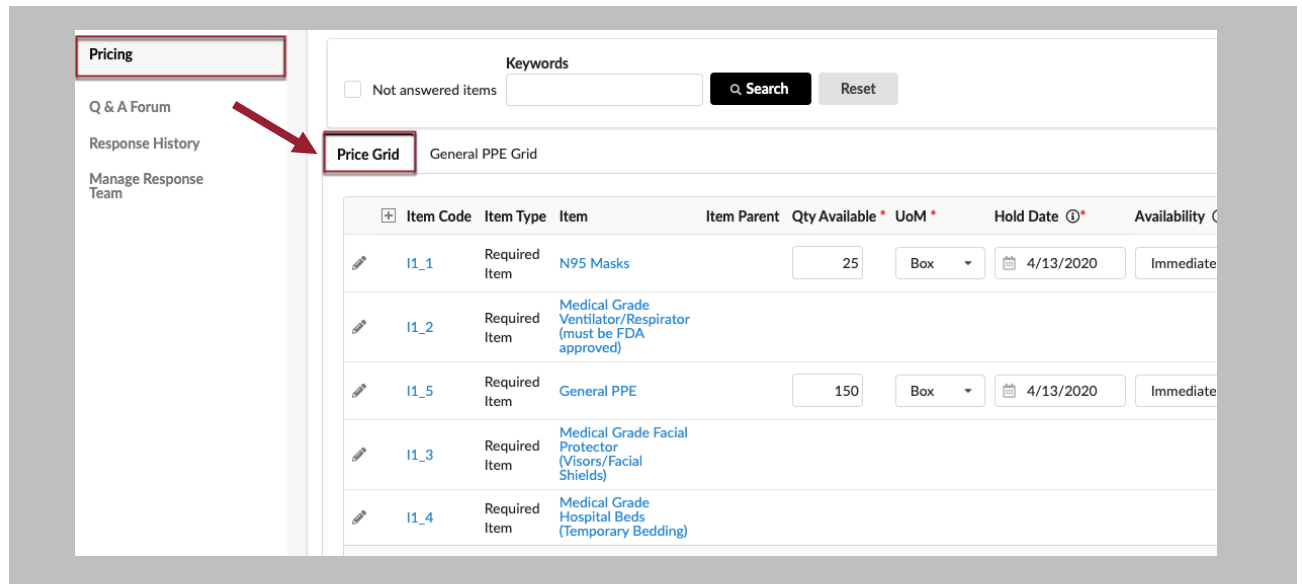 Pricing
Q & A Forum
Response History
Manage Response
Team
Keywords
Not answered items
Search
Reset
Price Grid
General PPE Grid
Item Code Item Type Item Item Parent Qty Available * UoM * Hold Date * Availability
I1_1 Required Item N95 Masks 25 Box 4/13/2020 Immediate
I1_2 Required Item Medical Grade
Ventilator/Respirator
(must be FDA
approved)
I1_5 Required Item General PPE 150 Box 4/13/2020 Immediate
I1_3 Required Item Medical Grade Facial
Protector
(Visors/Facial
Shields)
I1_4 Required Item Medical Grade
Hospital Beds
(Temporary Bedding)